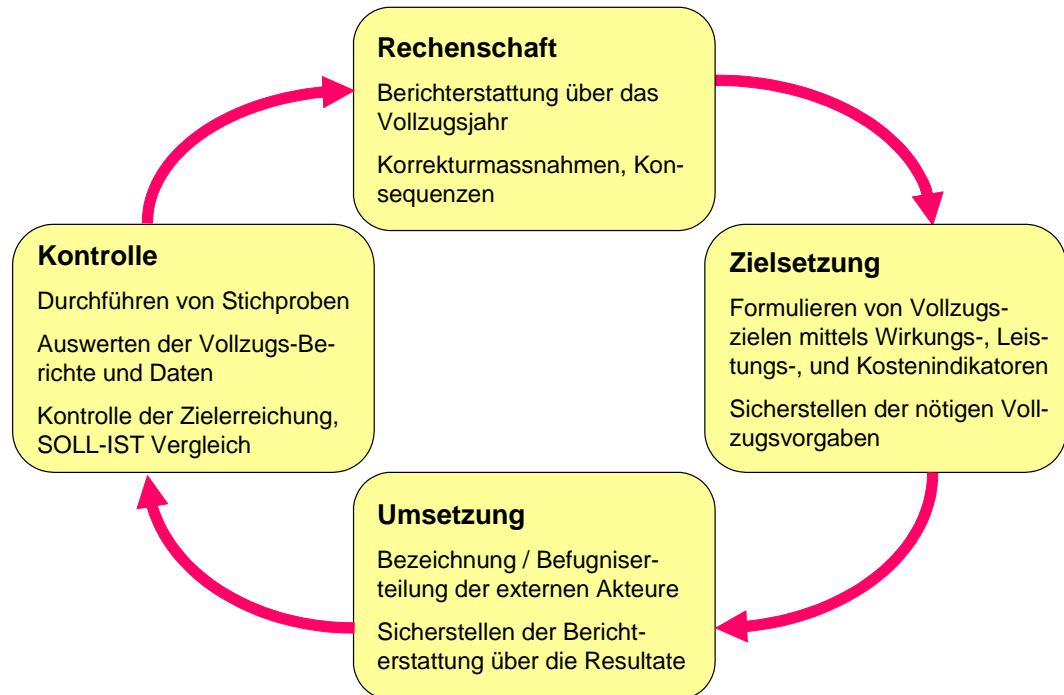 Rechenschaft
Berichterstattung über das
Vollzugsjahr
Korrekturmassnahmen, Kon-
sequenzen
Zielsetzung
Formulieren von Vollzugs-
zielen mittels Wirkungs-, Leis-
tungs-, und Kostenindikatoren
Sicherstellen der nötigen Voll-
zugsvorgaben
Umsetzung
Bezeichnung / Befugniser-
teilung der externen Akteure
Sicherstellen der Bericht-
erstattung über die Resultate
Kontrolle
Durchführen von Stichproben
Auswerten der Vollzugs-Be-
richte und Daten
Kontrolle der Zielerreichung,
SOLL-IST Vergleich